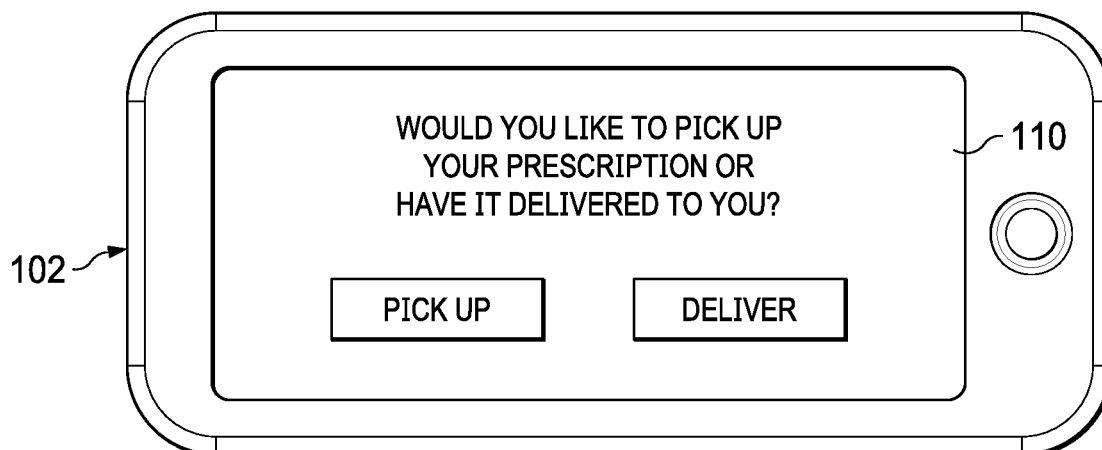 WOULD YOU LIKE TO PICK UP
YOUR PRESCRIPTION OR
HAVE IT DELIVERED TO YOU?
110
102
PICK UP
DELIVER